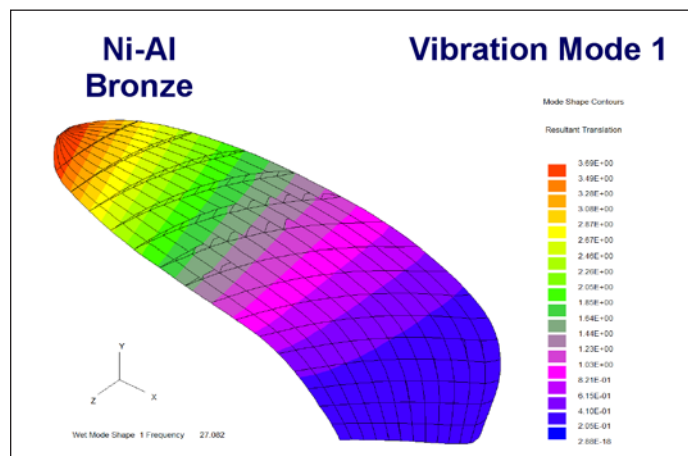 Ni-Al
Bronze
Vibration Mode 1
Mode Shape Contours
Resultant Translation
3.69E+00
3.49E+00
3.28E+00
3.08E+00
2.87E+00
2.67E+00
2.46E+00
2.26E+00
2.05E+00
1.85E+00
1.64E+00
1.44E+00
1.23E+00
1.03E+00
8.21E-01
6.15E-01
4.10E-01
2.05E-01
2.88E-18
Y
Z
X
Wet Mode Shape 1 Frequency 27.082